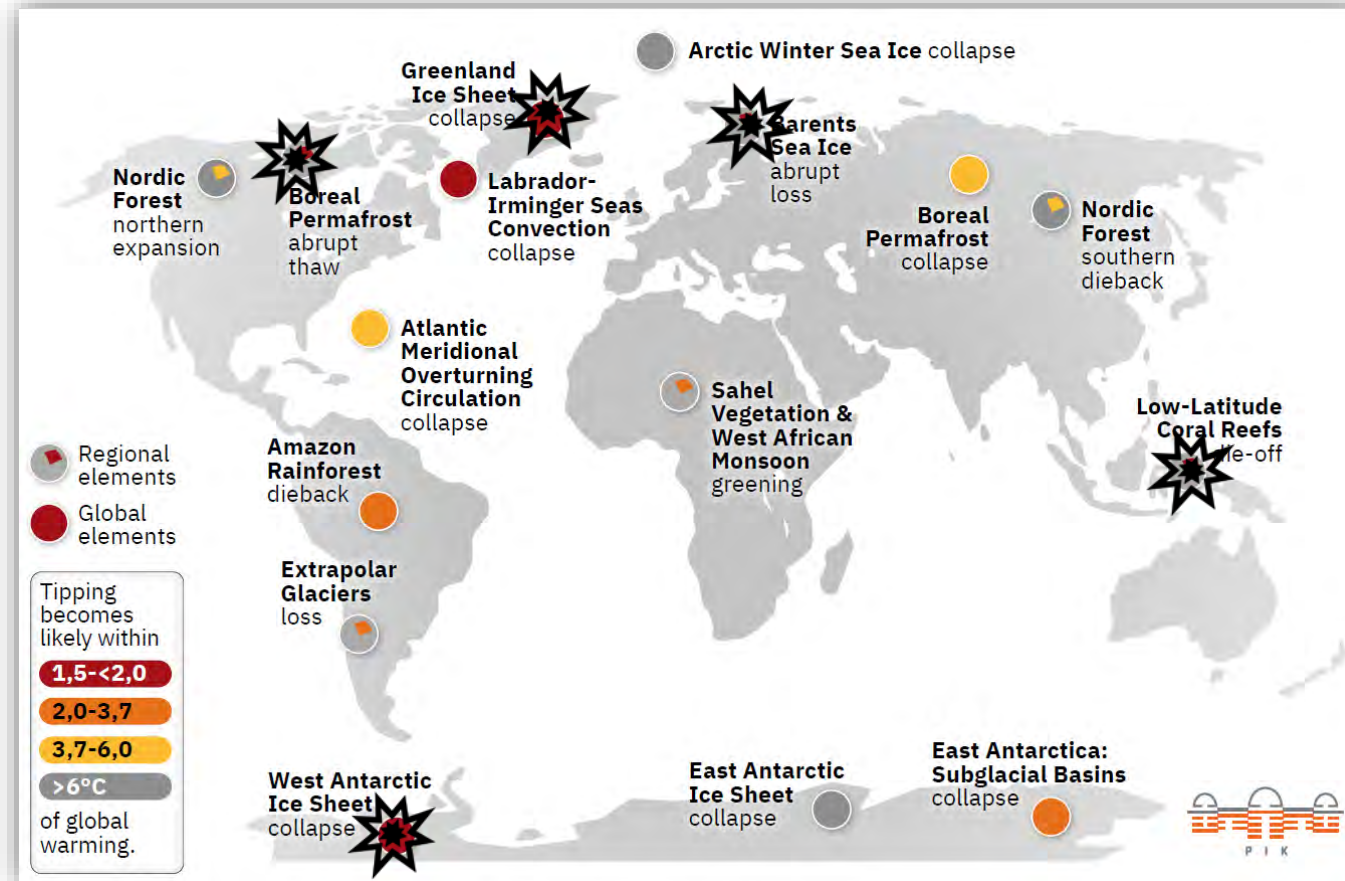 Arctic Winter Sea Ice collapse
Greenland
Ice Sheet
collapse
Barents
Sea Ice
abrupt
loss
Nordic
Forest
northern
expansion
Boreal
Permafrost
abrupt
thaw
Labrador-
Irminger Seas
Convection
collapse
Boreal
Permafrost
collapse
Nordic
Forest
southern
dieback
Atlantic
Meridional
Overturning
Circulation
collapse
Sahel
Vegetation &
West African
Monsoon
greening
Low-Latitude
Coral Reefs
die-off
Amazon
Rainforest
dieback
Regional
elements
Global
elements
Extrapolar
Glaciers
loss
Tipping
becomes
likely within
1,5-<2,0
2,0-3,7
3,7-6,0
>6°C
of global
warming.
West Antarctic
Ice Sheet
collapse
East Antarctic
Ice Sheet
collapse
East Antarctica:
Subglacial Basins
collapse
P I K